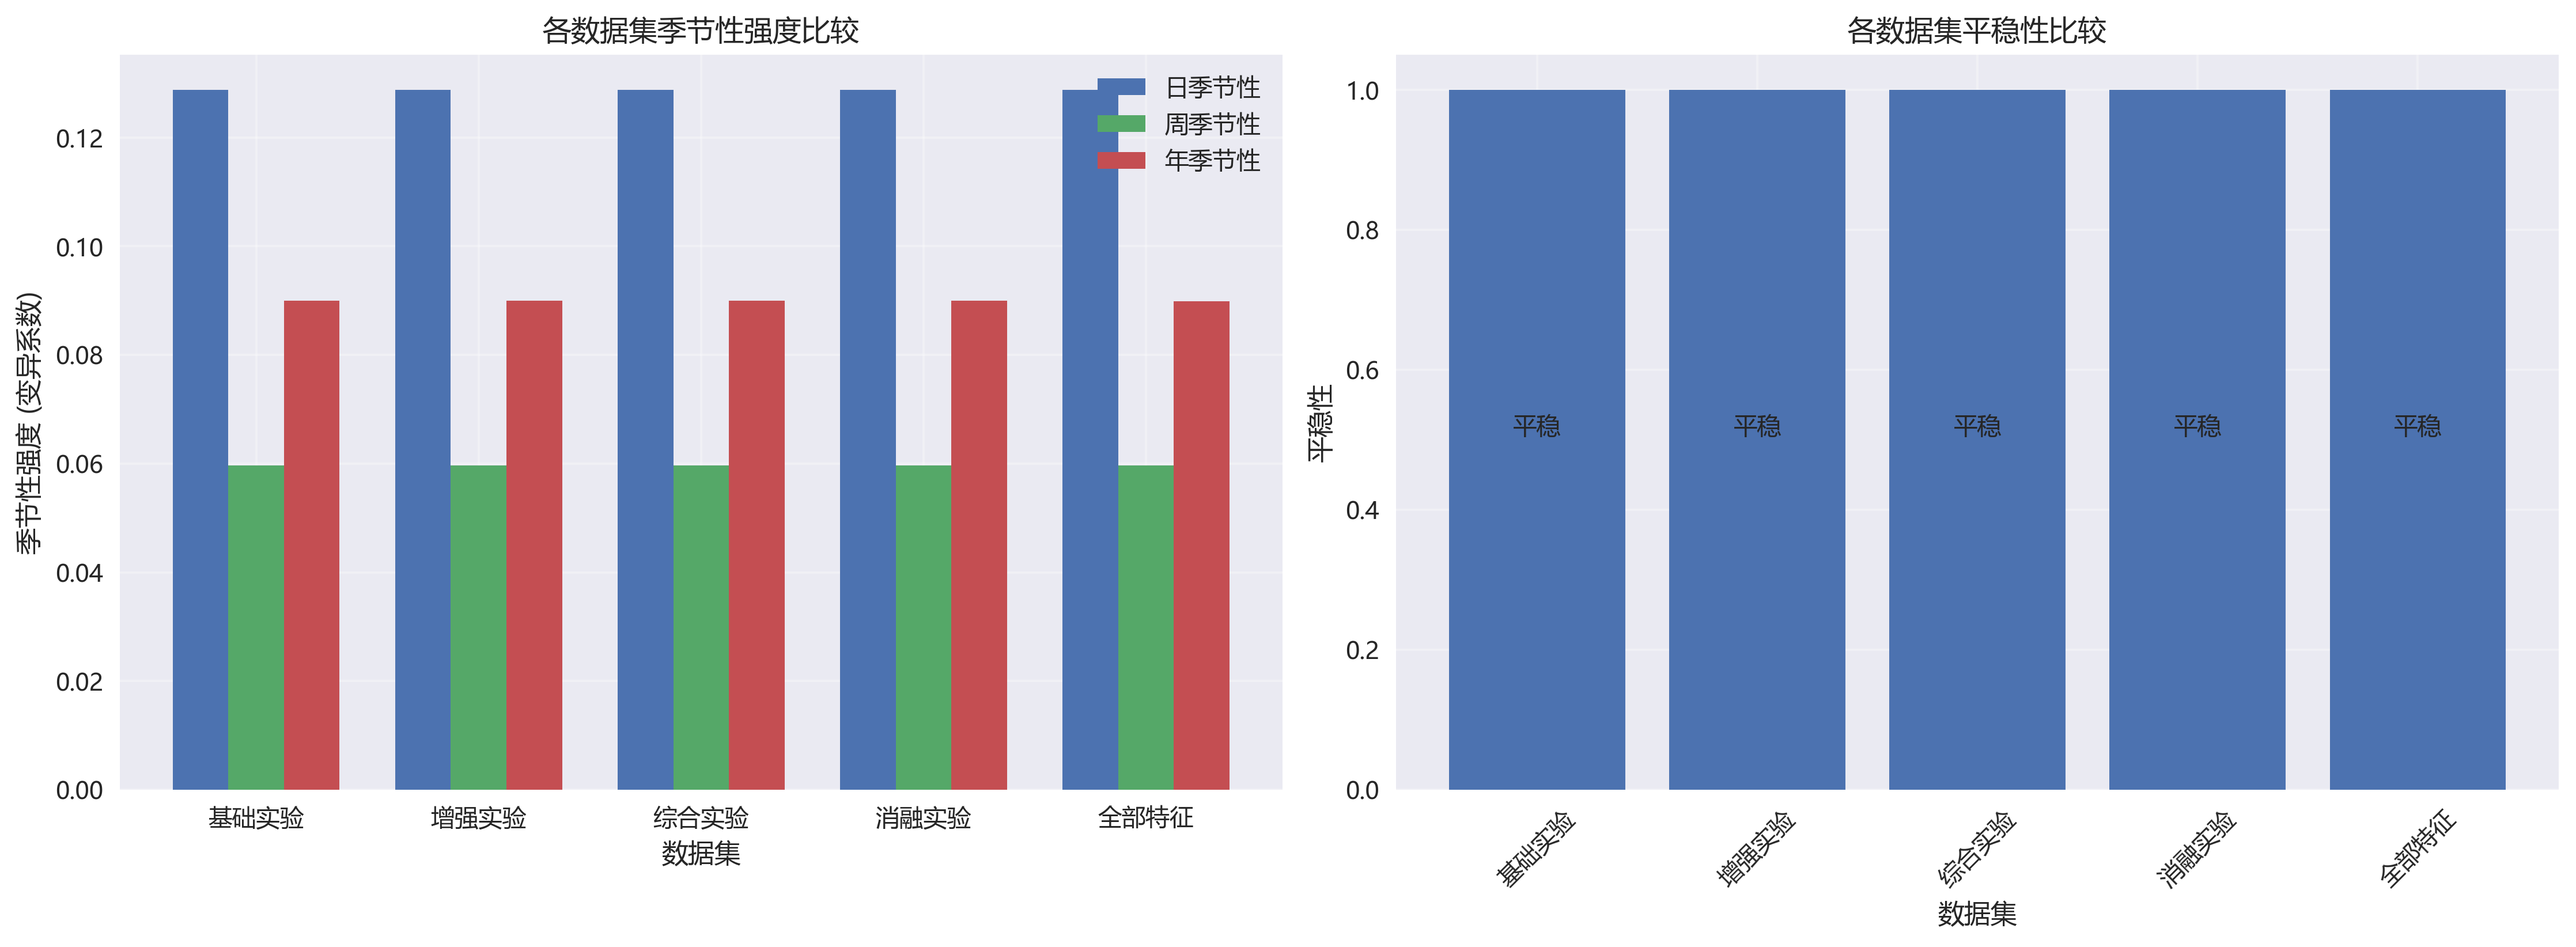 各数据集季节性强度比较
季节性强度 (变异系数)
0.12
0.10
0.08
0.06
0.04
0.02
0.00
日季节性
周季节性
年季节性
基础实验 增强实验 综合实验 消融实验 全部特征
数据集
各数据集平稳性比较
平稳性
1.0
0.8
0.6
0.4
0.2
0.0
平稳 平稳 平稳 平稳 平稳
基础实验 增强实验 综合实验 消融实验 全部特征
数据集